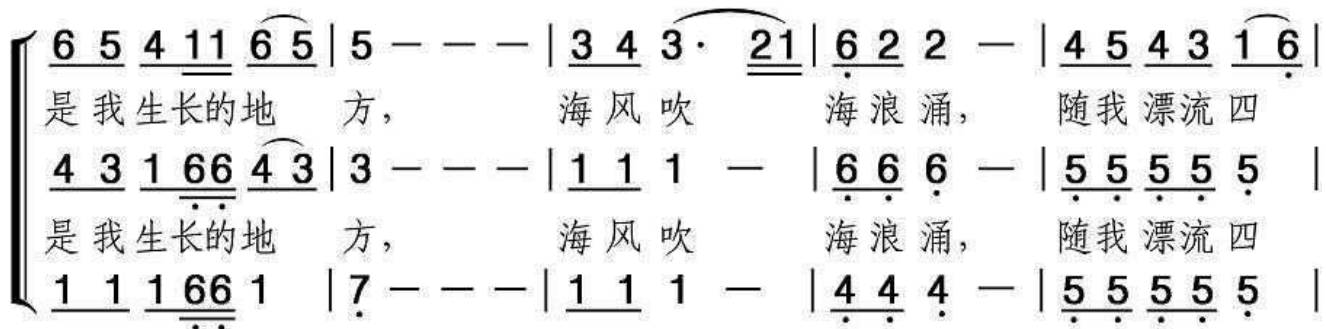 6 5 4 11 6 5 | 5 — — — | 3 4 3 · 21 | 6 2 2 — | 4 5 4 3 1 6 |
是我生长的地 方， 海风吹 海浪涌， 随我漂流四
4 3 1 66 4 3 | 3 — — — | 1 1 1 — | 6 6 6 — | 5 5 5 5 5 |
是我生长的地 方， 海风吹 海浪涌， 随我漂流四
1 1 1 66 1 | 7 — — — | 1 1 1 — | 4 4 4 — | 5 5 5 5 5 |